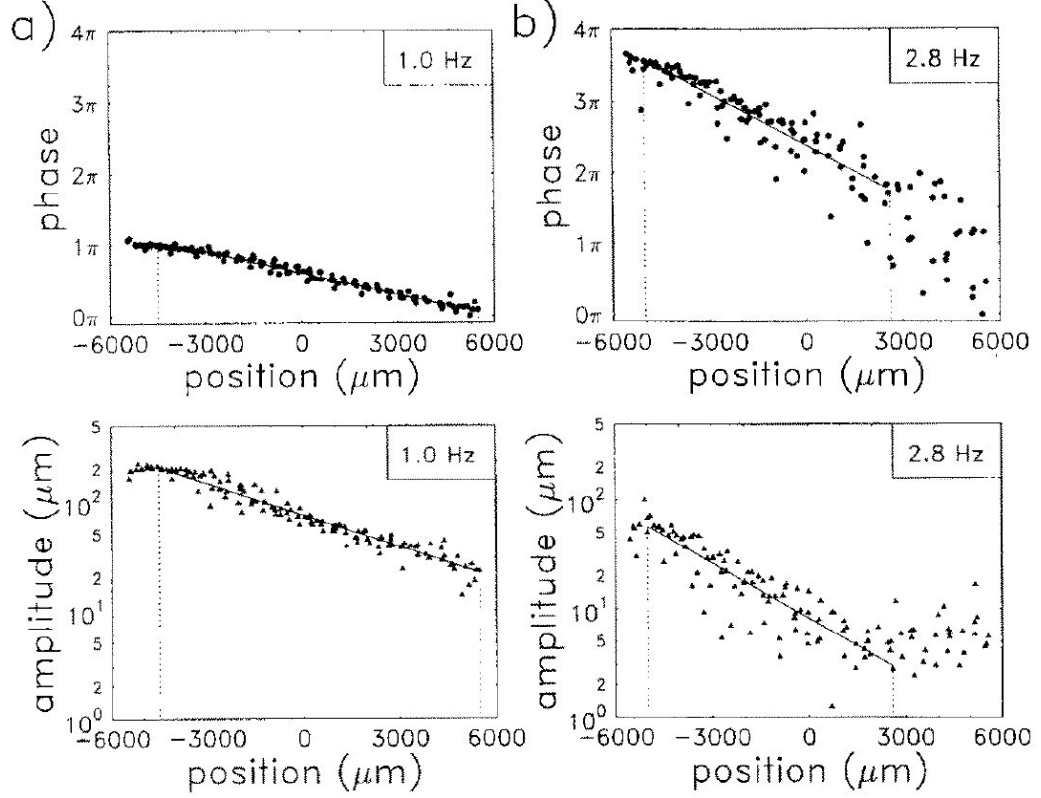 a)
4π
3π
2π
1π
0π
phase
1.0 Hz
−6000 −3000 0 3000 6000
position (μm)
b)
4π
3π
2π
1π
0π
phase
2.8 Hz
−6000 −3000 0 3000 6000
position (μm)
5
2
10²
5
2
10¹
5
2
10⁰
amplitude (μm)
1.0 Hz
−6000 −3000 0 3000 6000
position (μm)
5
2
10²
5
2
10¹
5
2
10⁰
amplitude (μm)
2.8 Hz
−6000 −3000 0 3000 6000
position (μm)